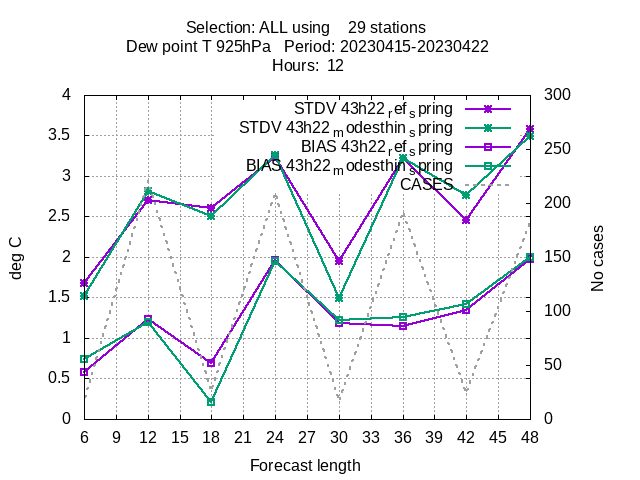 Selection: ALL using 29 stations
Dew point T 925hPa Period: 20230415-20230422
Hours: 12
4 300
STDV 43h22_ref_spring
STDV 43h22_modesthin_spring
BIAS 43h22_ref_spring
BIAS 43h22_modesthin_spring
CASES
3.5 250
3
2.5 200
2 150
1.5
1 100
0.5 50
0 0
deg C
No cases
6 9 12 15 18 21 24 27 30 33 36 39 42 45 48
Forecast length